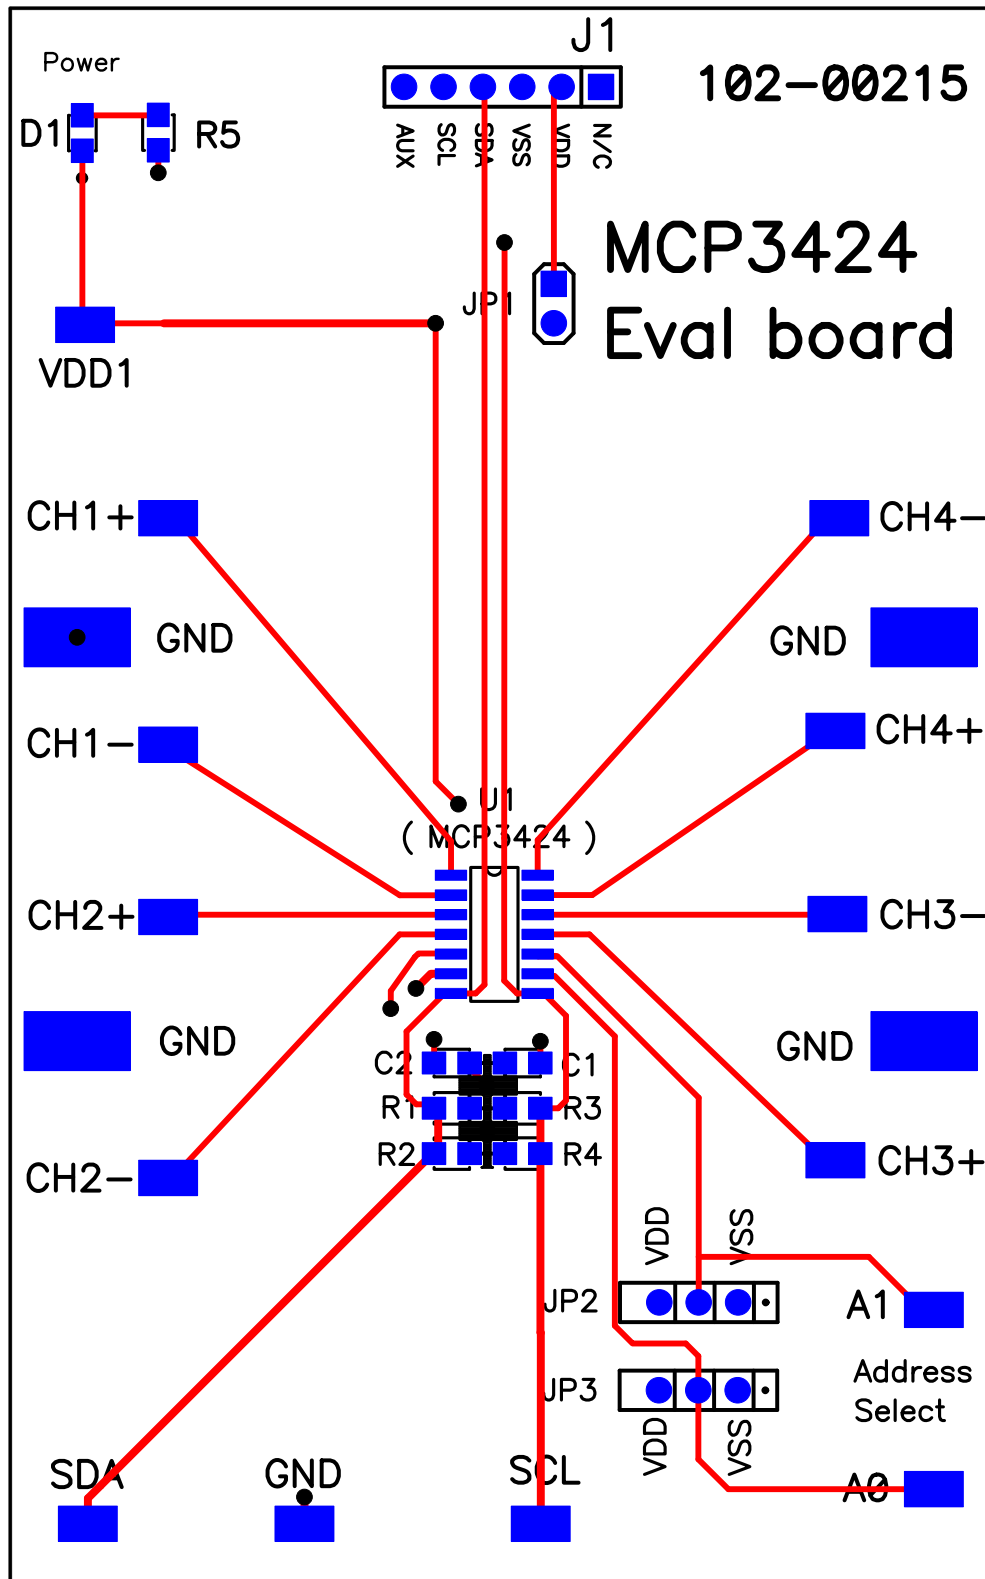 J1
Power
102-00215
D1
R5
AUX
SCL
SDA
VSS
VDD
N/C
MCP3424
JP1
Eval board
VDD1
CH1+
CH4-
GND
GND
CH1-
CH4+
U1
( MCP3424 )
CH2+
CH3-
GND
GND
C2
C1
R1
R3
R2
R4
CH2-
CH3+
VDD
VSS
JP2
A1
Address
Select
JP3
VDD
VSS
SDA
GND
SCL
A0